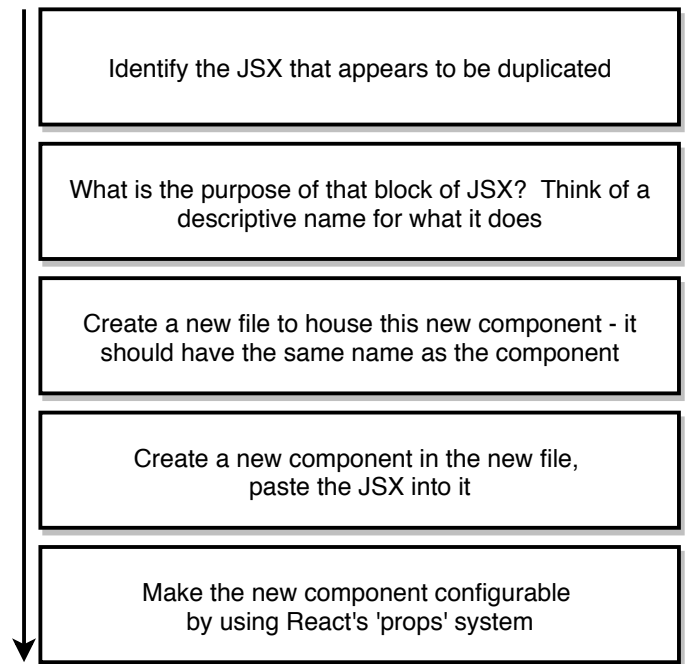 Identify the JSX that appears to be duplicated
What is the purpose of that block of JSX?  Think of a
descriptive name for what it does
Create a new file to house this new component - it
should have the same name as the component
Create a new component in the new file,
paste the JSX into it
Make the new component configurable
by using React's 'props' system